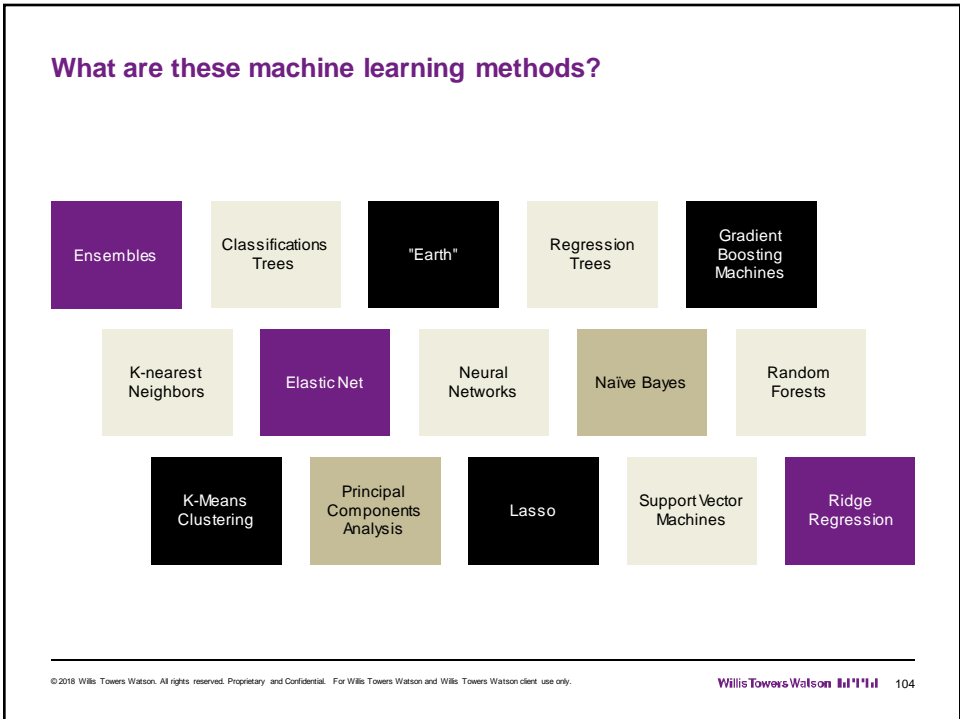 What are these machine learning methods?
Ensembles
Classifications
Trees
"Earth"
Regression
Trees
Gradient
Boosting
Machines
K-nearest
Neighbors
Elastic Net
Neural
Networks
Naïve Bayes
Random
Forests
K-Means
Clustering
Principal
Components
Analysis
Lasso
Support Vector
Machines
Ridge
Regression
© 2018 Willis Towers Watson. All rights reserved. Proprietary and Confidential. For Willis Towers Watson and Willis Towers Watson client use only.
Willis Towers Watson
104